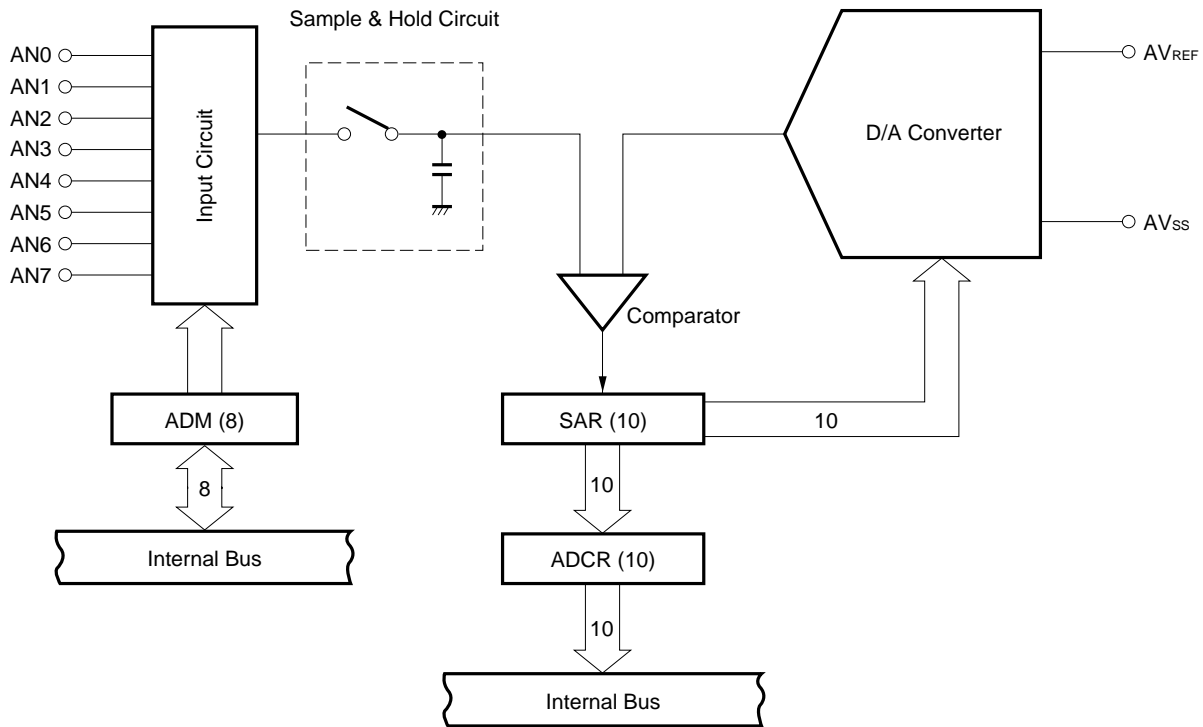 Sample & Hold Circuit
AN0
AN1
AN2
AN3
AN4
AN5
AN6
AN7
Input Circuit
D/A Converter
AVREF
AVSS
Comparator
ADM (8)
SAR (10)
10
8
10
Internal Bus
ADCR (10)
10
Internal Bus